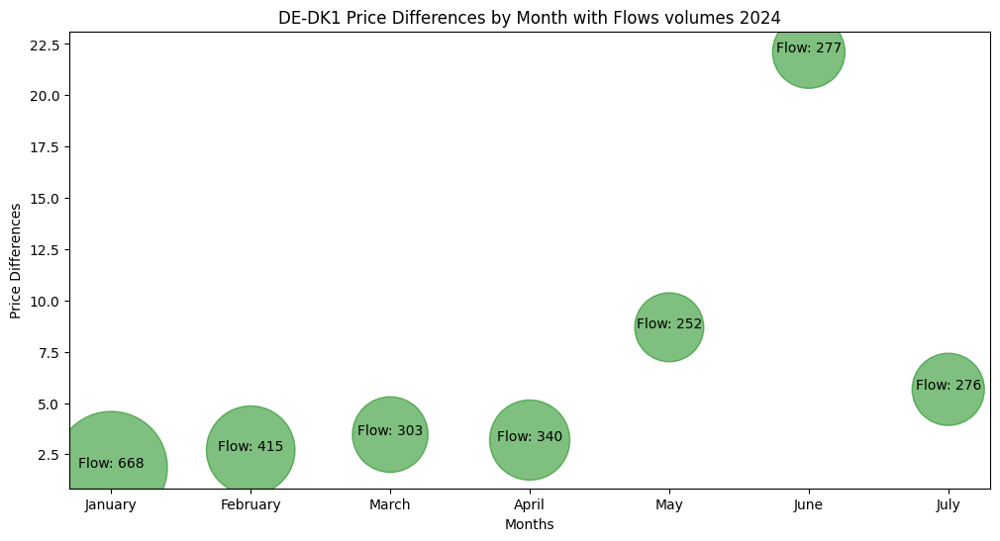 DE-DK1 Price Differences by Month with Flows volumes 2024
22.5
20.0
17.5
15.0
12.5
10.0
7.5
5.0
2.5
Price Differences
Flow: 668
Flow: 415
Flow: 303
Flow: 340
Flow: 252
Flow: 277
Flow: 276
January
February
March
April
May
June
July
Months